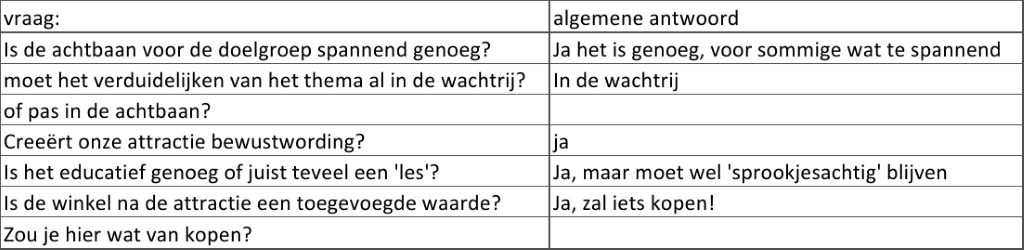 vraag: algemene antwoord
Is de achtbaan voor de doelgroep spannend genoeg? Ja het is genoeg, voor sommige wat te spannend
moet het verduidelijken van het thema al in de wachtrij? In de wachtrij
of pas in de achtbaan?
Creeërt onze attractie bewustwording? ja
Is het educatief genoeg of juist teveel een 'les'? Ja, maar moet wel 'sprookjesachtig' blijven
Is de winkel na de attractie een toegevoegde waarde? Ja, zal iets kopen!
Zou je hier wat van kopen?